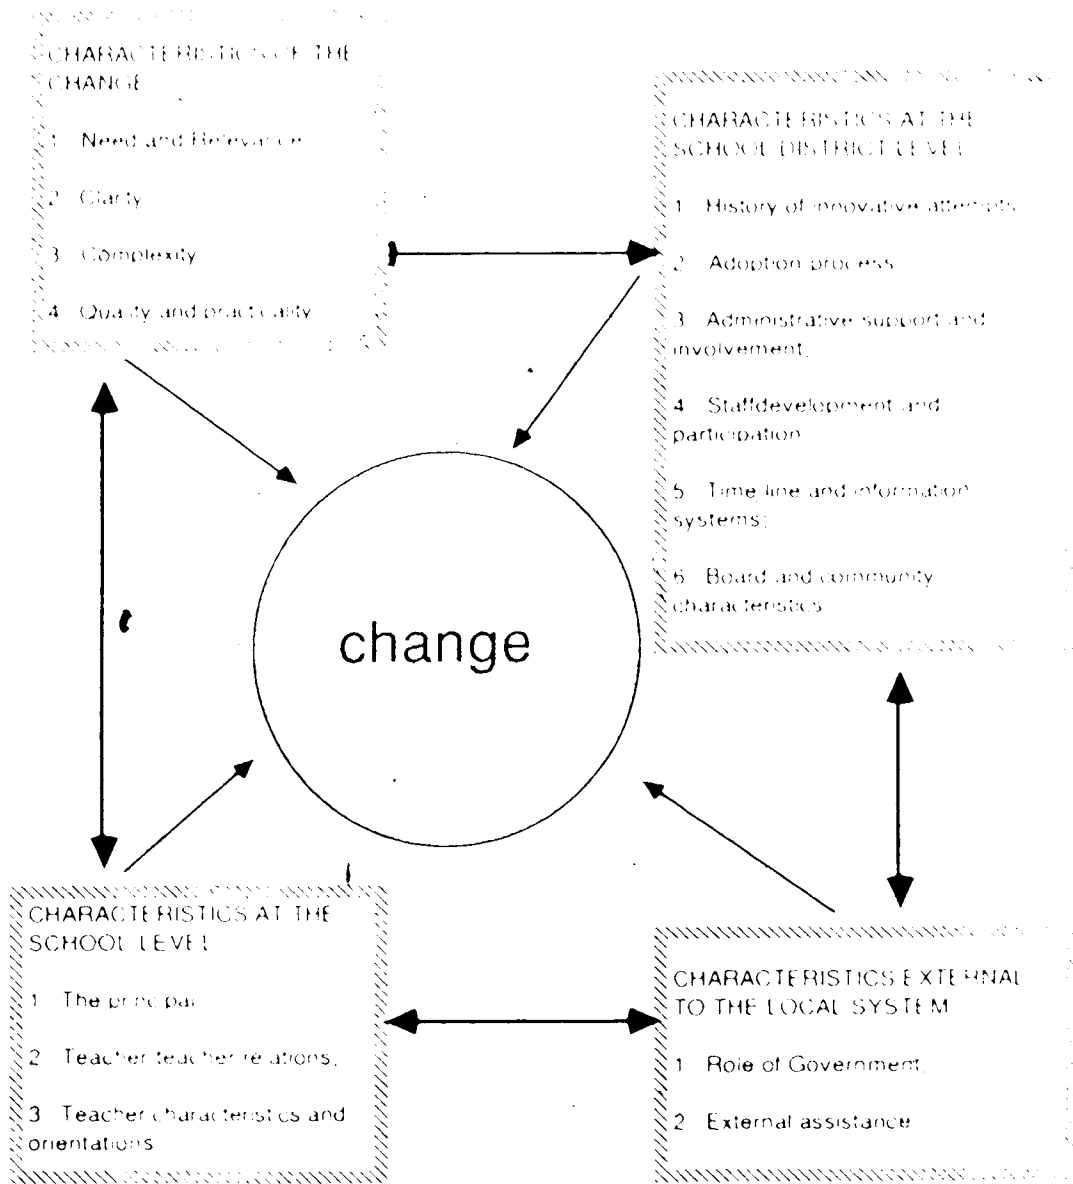 CHARACTERISTICS OF THE
CHANGE
1 Need and Relevance
2 Clarity
3 Complexity
4 Quality and practicality
CHARACTERISTICS AT THE
SCHOOL DISTRICT LEVEL
1 History of innovative attempts
2 Adoption process
3 Administrative support and
involvement;
4 Staffdevelopment and
participation
5 Time line and information
systems;
6 Board and community
characteristics
change
CHARACTERISTICS AT THE
SCHOOL LEVEL
1 The principal
2 Teacher teacher relations;
3 Teacher characteristics and
orientations
CHARACTERISTICS EXTERNAL
TO THE LOCAL SYSTEM
1 Role of Government;
2 External assistance